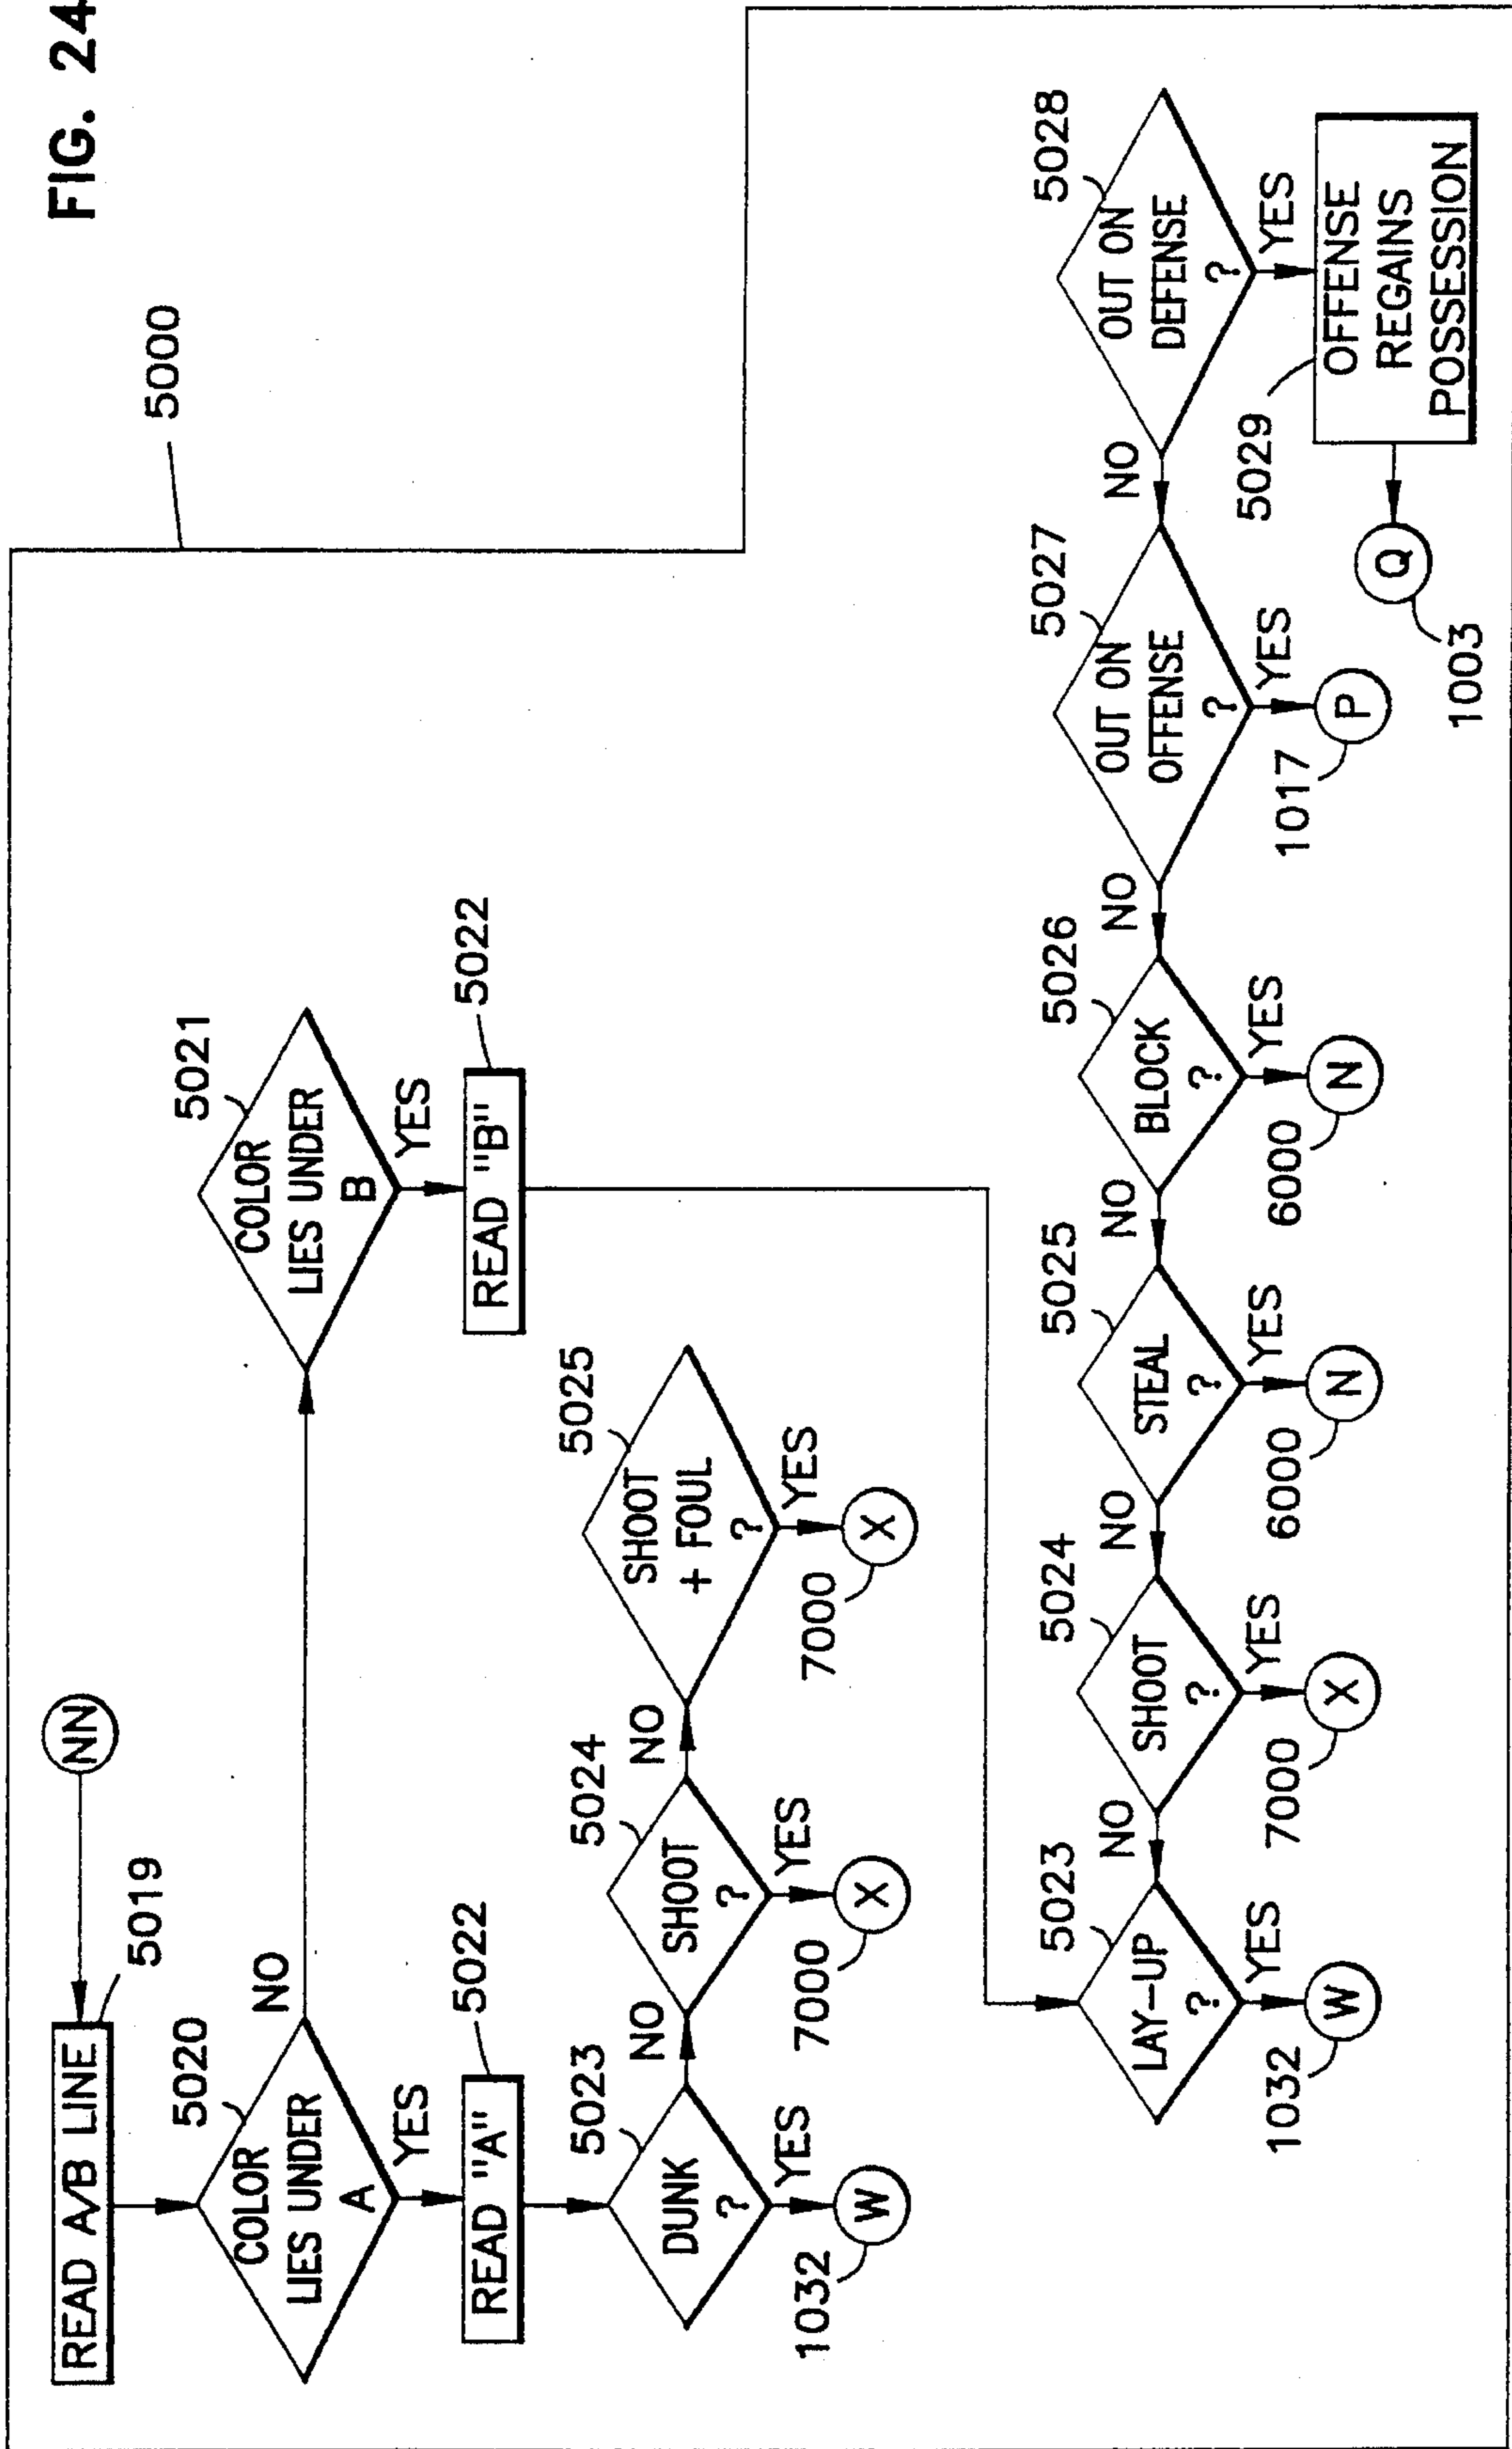 FIG. 24
5000
NN
READ A/B LINE
5019
5020
COLOR
LIES UNDER
A
NO
YES
5021
COLOR
LIES UNDER
B
YES
READ "A"
5022
READ "B"
5022
5023
DUNK
?
NO
YES
W
1032
5024
SHOOT
?
NO
YES
X
7000
5025
SHOOT
+ FOUL
?
YES
X
7000
5023
LAY-UP
?
NO
YES
W
1032
5024
SHOOT
?
NO
YES
X
7000
5025
STEAL
?
NO
YES
N
6000
5026
BLOCK
?
NO
YES
N
6000
5027
OUT ON
OFFENSE
?
NO
YES
P
1017
5028
OUT ON
DEFENSE
?
YES
5029
OFFENSE
REGAINS
POSSESSION
Q
1003